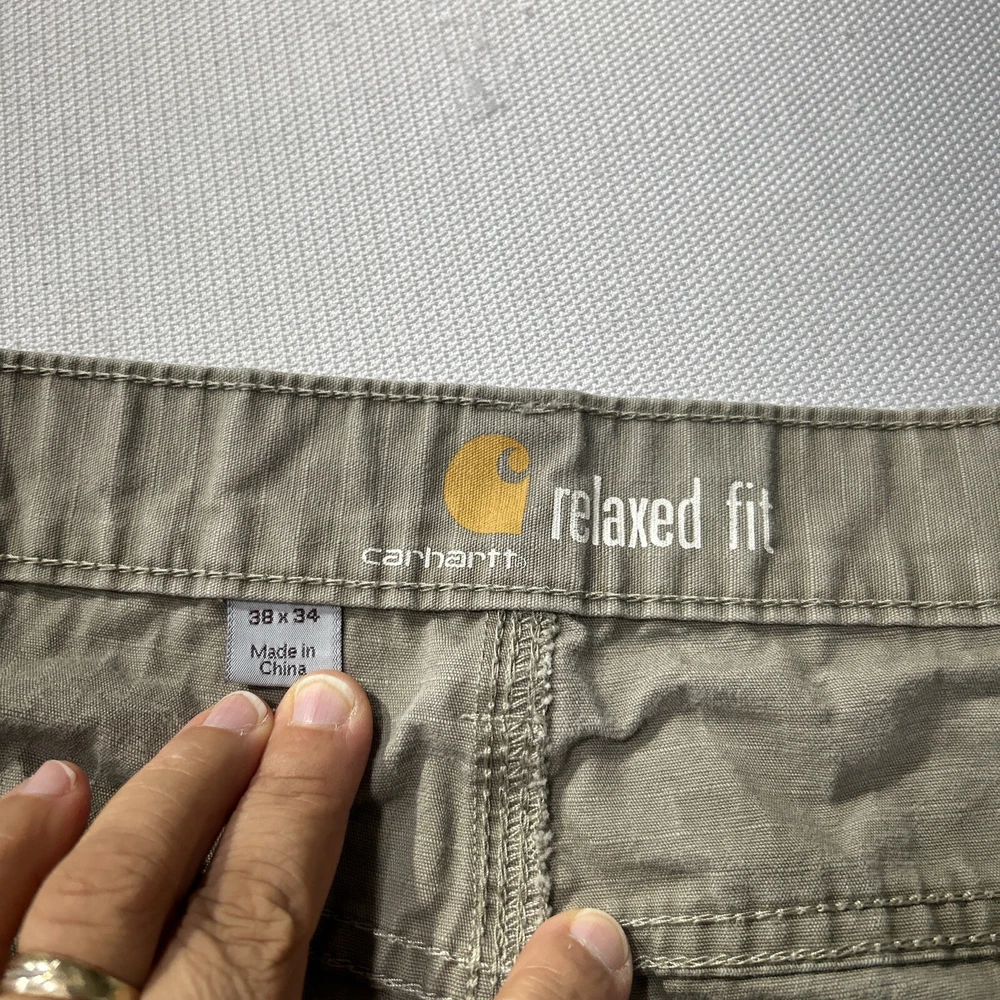 carhartt®
relaxed fit
38 x 34
Made in
China